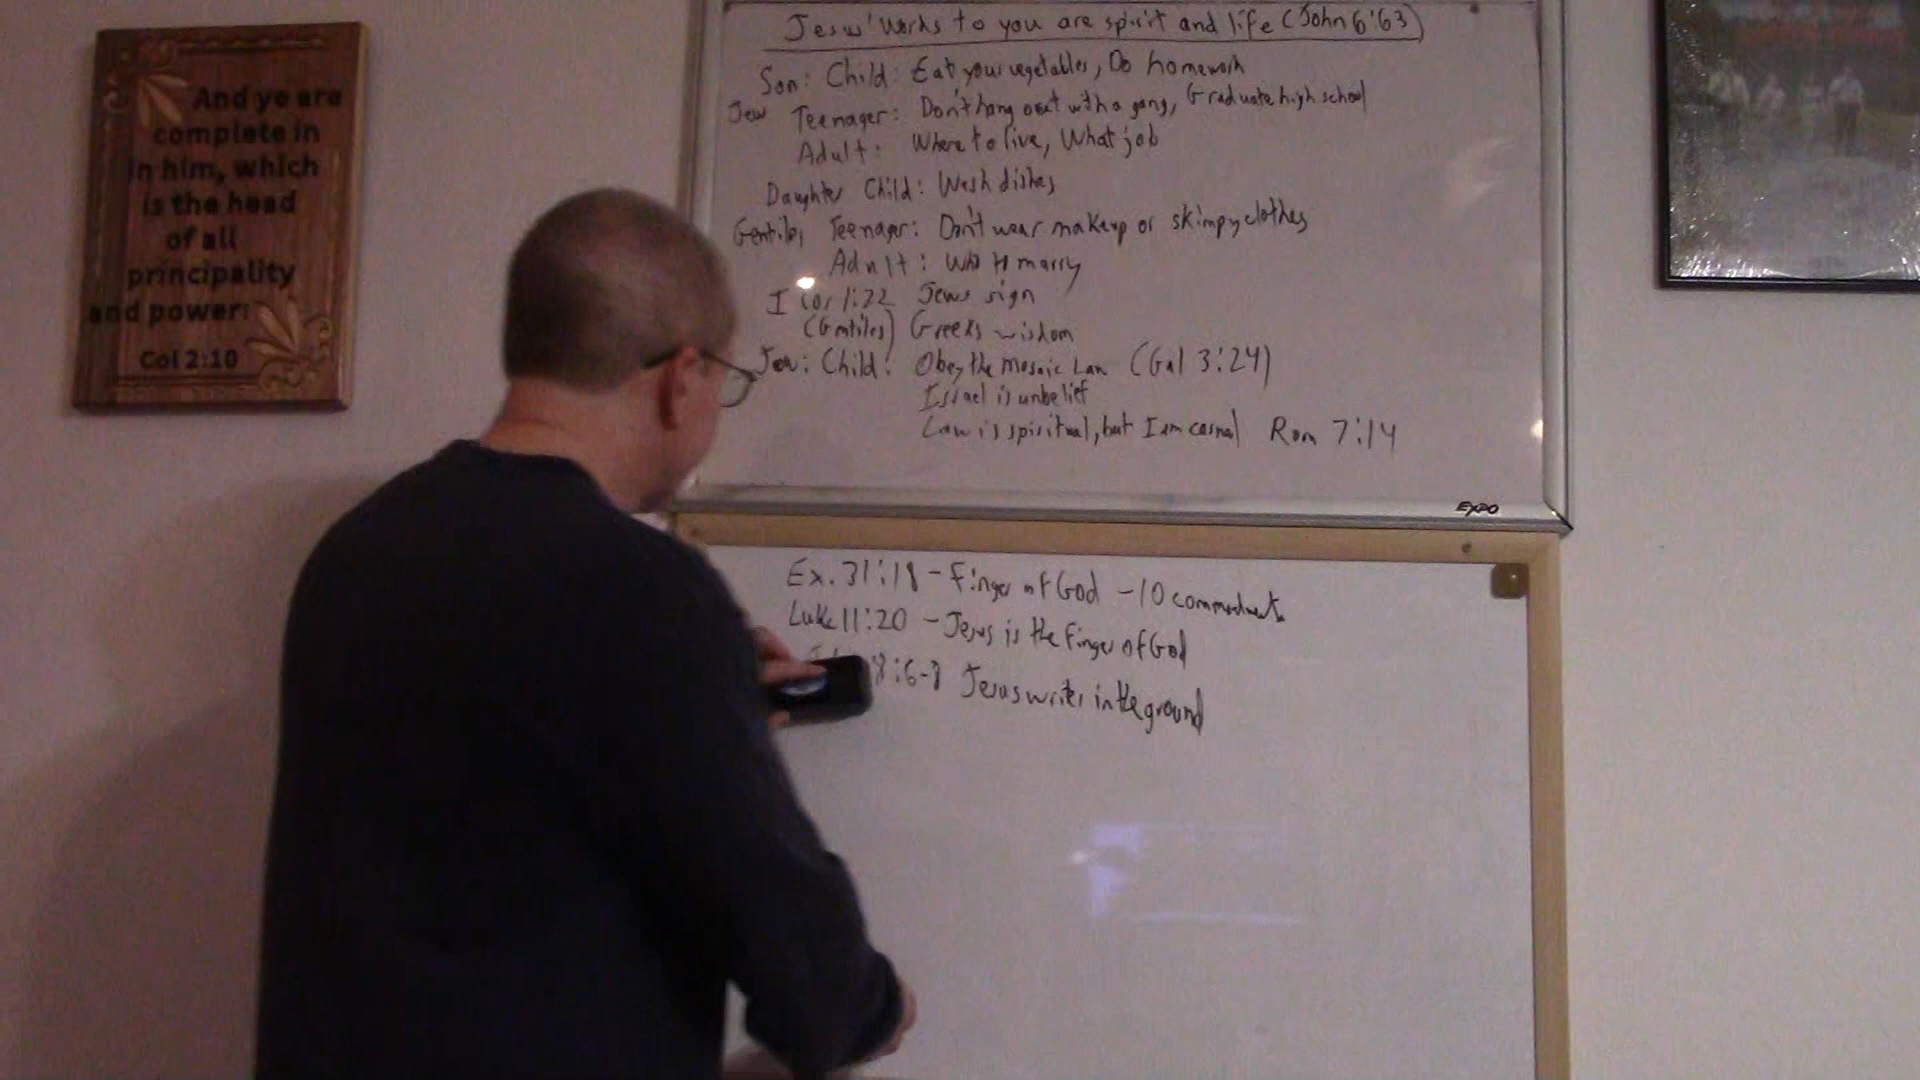 And ye are
complete in
in him, which
is the head
of all
principality
and power:
Col 2:10
Jesus' words to you are spirit and life (John 6:63)
Son: Child: Eat your vegetables, Do homework
Jew Teenager: Don't hang out with a gang, Graduate high school
Adult: Where to live, What job
Daughter Child: Wash dishes
Gentiles Teenager: Don't wear makeup or skimpy clothes
Adult: Who to marry
I Cor 1:22 Jews sign
(Gentiles) Greeks wisdom
Jew: Child: Obey the Mosaic Law (Gal 3:24)
Israel is unbelief
Law is spiritual, but I am carnal Rom 7:14
EXPO
Ex. 31:18 - Finger of God - 10 commandments
Luke 11:20 - Jesus is the Finger of God
8:6-8 Jesus writes in the ground